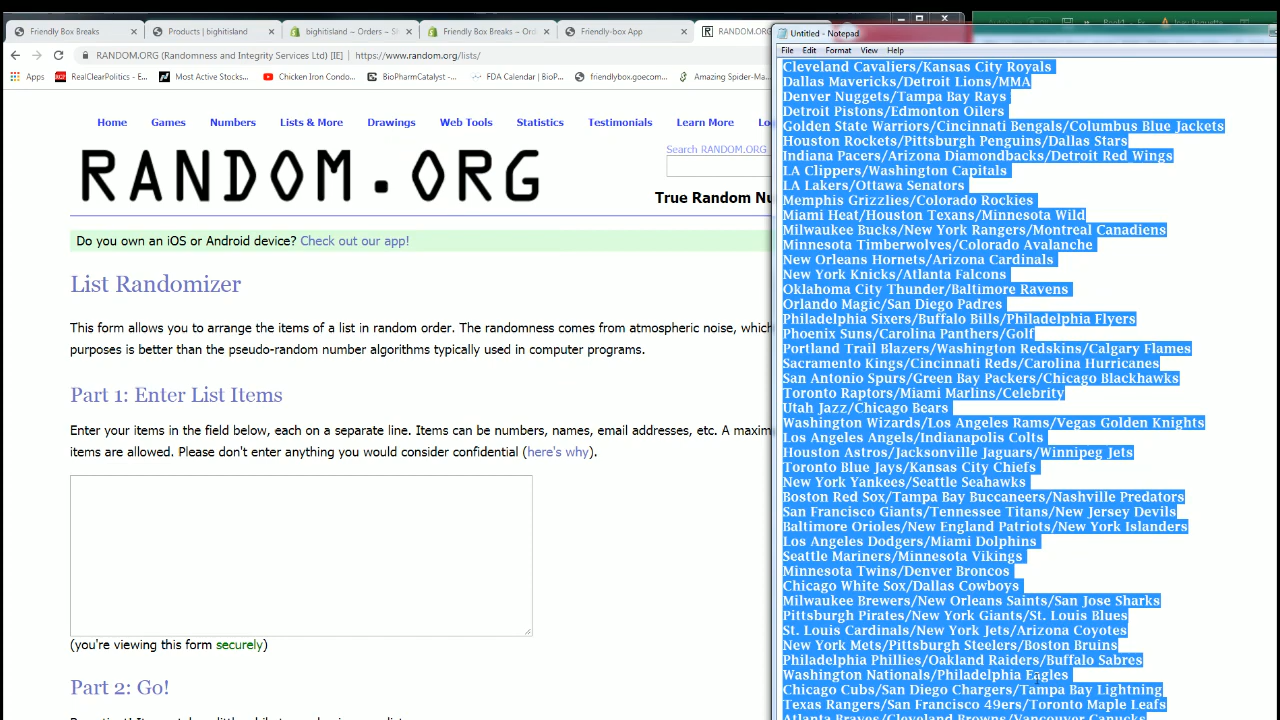 Friendly Box Breaks
Products | bighitisland
bighitisland ~ Orders ~ S
Friendly Box Breaks ~ Or
Friendly-box App
RANDOM.ORG
RANDOM.ORG (Randomness and Integrity Services Ltd) [IE] | https://www.random.org/lists/
Apps
RealClearPolitics - E...
Most Active Stocks...
Chicken Iron Condo...
BioPharmCatalyst -...
FDA Calendar | BioP...
friendlybox.goecom...
Amazing Spider-Ma
Home
Games
Numbers
Lists & More
Drawings
Web Tools
Statistics
Testimonials
Learn More
Lo
RANDOM.ORG
Search RANDOM.ORG
True Random Nu
Do you own an iOS or Android device? Check out our app!
List Randomizer
This form allows you to arrange the items of a list in random order. The randomness comes from atmospheric noise, which
purposes is better than the pseudo-random number algorithms typically used in computer programs.
Part 1: Enter List Items
Enter your items in the field below, each on a separate line. Items can be numbers, names, email addresses, etc. A maxim
items are allowed. Please don't enter anything you would consider confidential (here's why).
(you're viewing this form securely)
Part 2: Go!
Untitled - Notepad
File Edit Format View Help
Cleveland Cavaliers/Kansas City Royals
Dallas Mavericks/Detroit Lions/MMA
Denver Nuggets/Tampa Bay Rays
Detroit Pistons/Edmonton Oilers
Golden State Warriors/Cincinnati Bengals/Columbus Blue Jackets
Houston Rockets/Pittsburgh Penguins/Dallas Stars
Indiana Pacers/Arizona Diamondbacks/Detroit Red Wings
LA Clippers/Washington Capitals
LA Lakers/Ottawa Senators
Memphis Grizzlies/Colorado Rockies
Miami Heat/Houston Texans/Minnesota Wild
Milwaukee Bucks/New York Rangers/Montreal Canadiens
Minnesota Timberwolves/Colorado Avalanche
New Orleans Hornets/Arizona Cardinals
New York Knicks/Atlanta Falcons
Oklahoma City Thunder/Baltimore Ravens
Orlando Magic/San Diego Padres
Philadelphia Sixers/Buffalo Bills/Philadelphia Flyers
Phoenix Suns/Carolina Panthers/Golf
Portland Trail Blazers/Washington Redskins/Calgary Flames
Sacramento Kings/Cincinnati Reds/Carolina Hurricanes
San Antonio Spurs/Green Bay Packers/Chicago Blackhawks
Toronto Raptors/Miami Marlins/Celebrity
Utah Jazz/Chicago Bears
Washington Wizards/Los Angeles Rams/Vegas Golden Knights
Los Angeles Angels/Indianapolis Colts
Houston Astros/Jacksonville Jaguars/Winnipeg Jets
Toronto Blue Jays/Kansas City Chiefs
New York Yankees/Seattle Seahawks
Boston Red Sox/Tampa Bay Buccaneers/Nashville Predators
San Francisco Giants/Tennessee Titans/New Jersey Devils
Baltimore Orioles/New England Patriots/New York Islanders
Los Angeles Dodgers/Miami Dolphins
Seattle Mariners/Minnesota Vikings
Minnesota Twins/Denver Broncos
Chicago White Sox/Dallas Cowboys
Milwaukee Brewers/New Orleans Saints/San Jose Sharks
Pittsburgh Pirates/New York Giants/St. Louis Blues
St. Louis Cardinals/New York Jets/Arizona Coyotes
New York Mets/Pittsburgh Steelers/Boston Bruins
Philadelphia Phillies/Oakland Raiders/Buffalo Sabres
Washington Nationals/Philadelphia Eagles
Chicago Cubs/San Diego Chargers/Tampa Bay Lightning
Texas Rangers/San Francisco 49ers/Toronto Maple Leafs
Atlanta Braves/Cleveland Browns/Vancouver Canucks